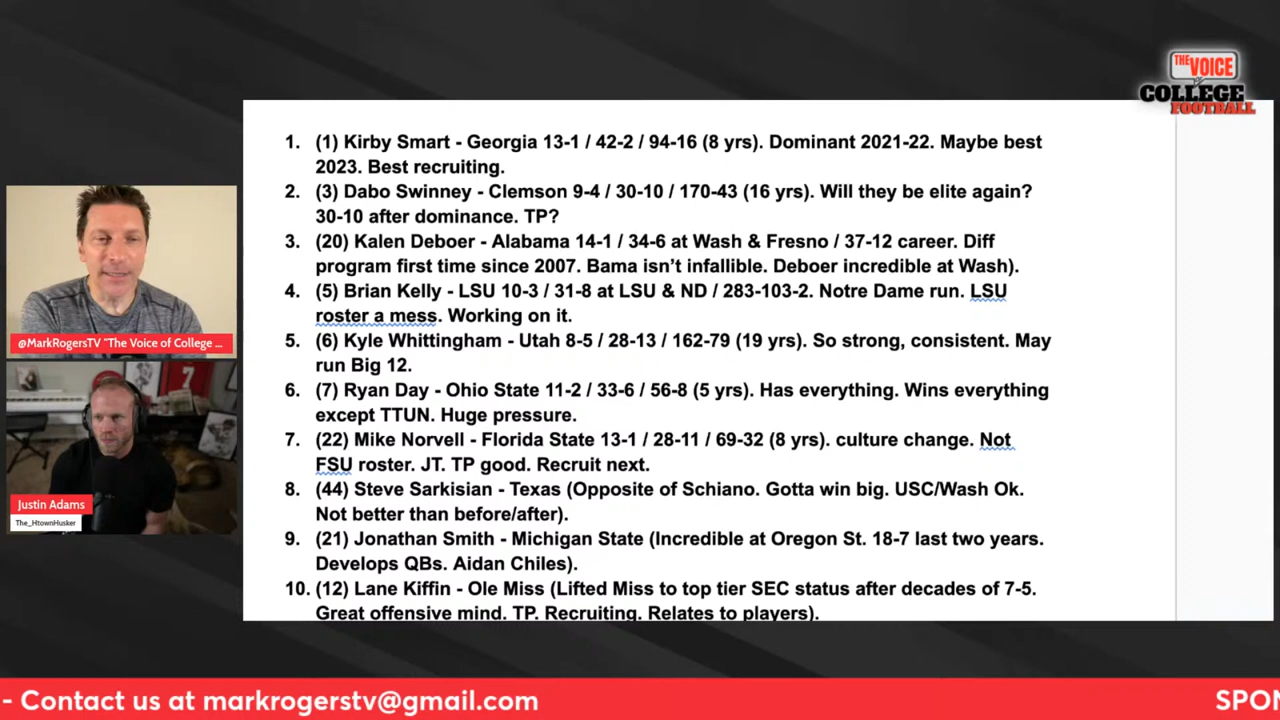 THE VOICE
OF
COLLEGE
FOOTBALL
1. (1) Kirby Smart - Georgia 13-1 / 42-2 / 94-16 (8 yrs). Dominant 2021-22. Maybe best
2023. Best recruiting.
2. (3) Dabo Swinney - Clemson 9-4 / 30-10 / 170-43 (16 yrs). Will they be elite again?
30-10 after dominance. TP?
3. (20) Kalen Deboer - Alabama 14-1 / 34-6 at Wash & Fresno / 37-12 career. Diff
program first time since 2007. Bama isn't infallible. Deboer incredible at Wash).
4. (5) Brian Kelly - LSU 10-3 / 31-8 at LSU & ND / 283-103-2. Notre Dame run. LSU
roster a mess. Working on it.
5. (6) Kyle Whittingham - Utah 8-5 / 28-13 / 162-79 (19 yrs). So strong, consistent. May
run Big 12.
6. (7) Ryan Day - Ohio State 11-2 / 33-6 / 56-8 (5 yrs). Has everything. Wins everything
except TTUN. Huge pressure.
7. (22) Mike Norvell - Florida State 13-1 / 28-11 / 69-32 (8 yrs). culture change. Not
FSU roster. JT. TP good. Recruit next.
8. (44) Steve Sarkisian - Texas (Opposite of Schiano. Gotta win big. USC/Wash Ok.
Not better than before/after).
9. (21) Jonathan Smith - Michigan State (Incredible at Oregon St. 18-7 last two years.
Develops QBs. Aidan Chiles).
10. (12) Lane Kiffin - Ole Miss (Lifted Miss to top tier SEC status after decades of 7-5.
Great offensive mind. TP. Recruiting. Relates to players).
@MarkRogersTV "The Voice of College ...
7
Justin Adams
The_HtownHusker
- Contact us at markrogerstv@gmail.com
SPON